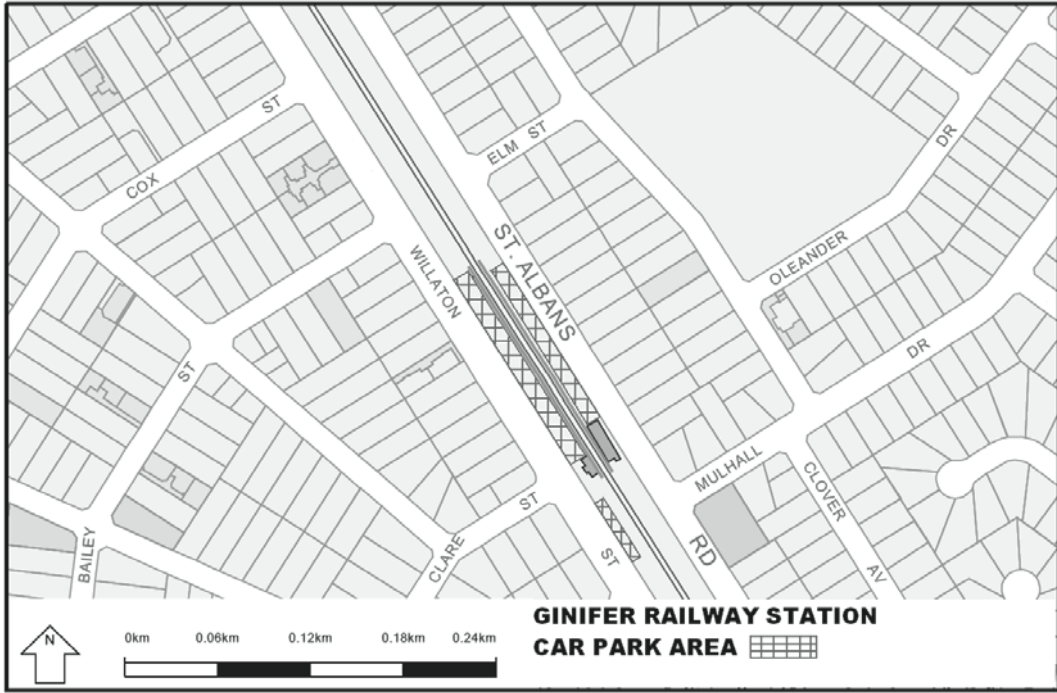 COX ST
ELM ST
DR
ST. ALBANS RD
OLEANDER
WILLATON ST
DR
ST
MULHALL
CLOVER AV
CLARE ST
BAILEY
N
0km 0.06km 0.12km 0.18km 0.24km
GINIFER RAILWAY STATION
CAR PARK AREA